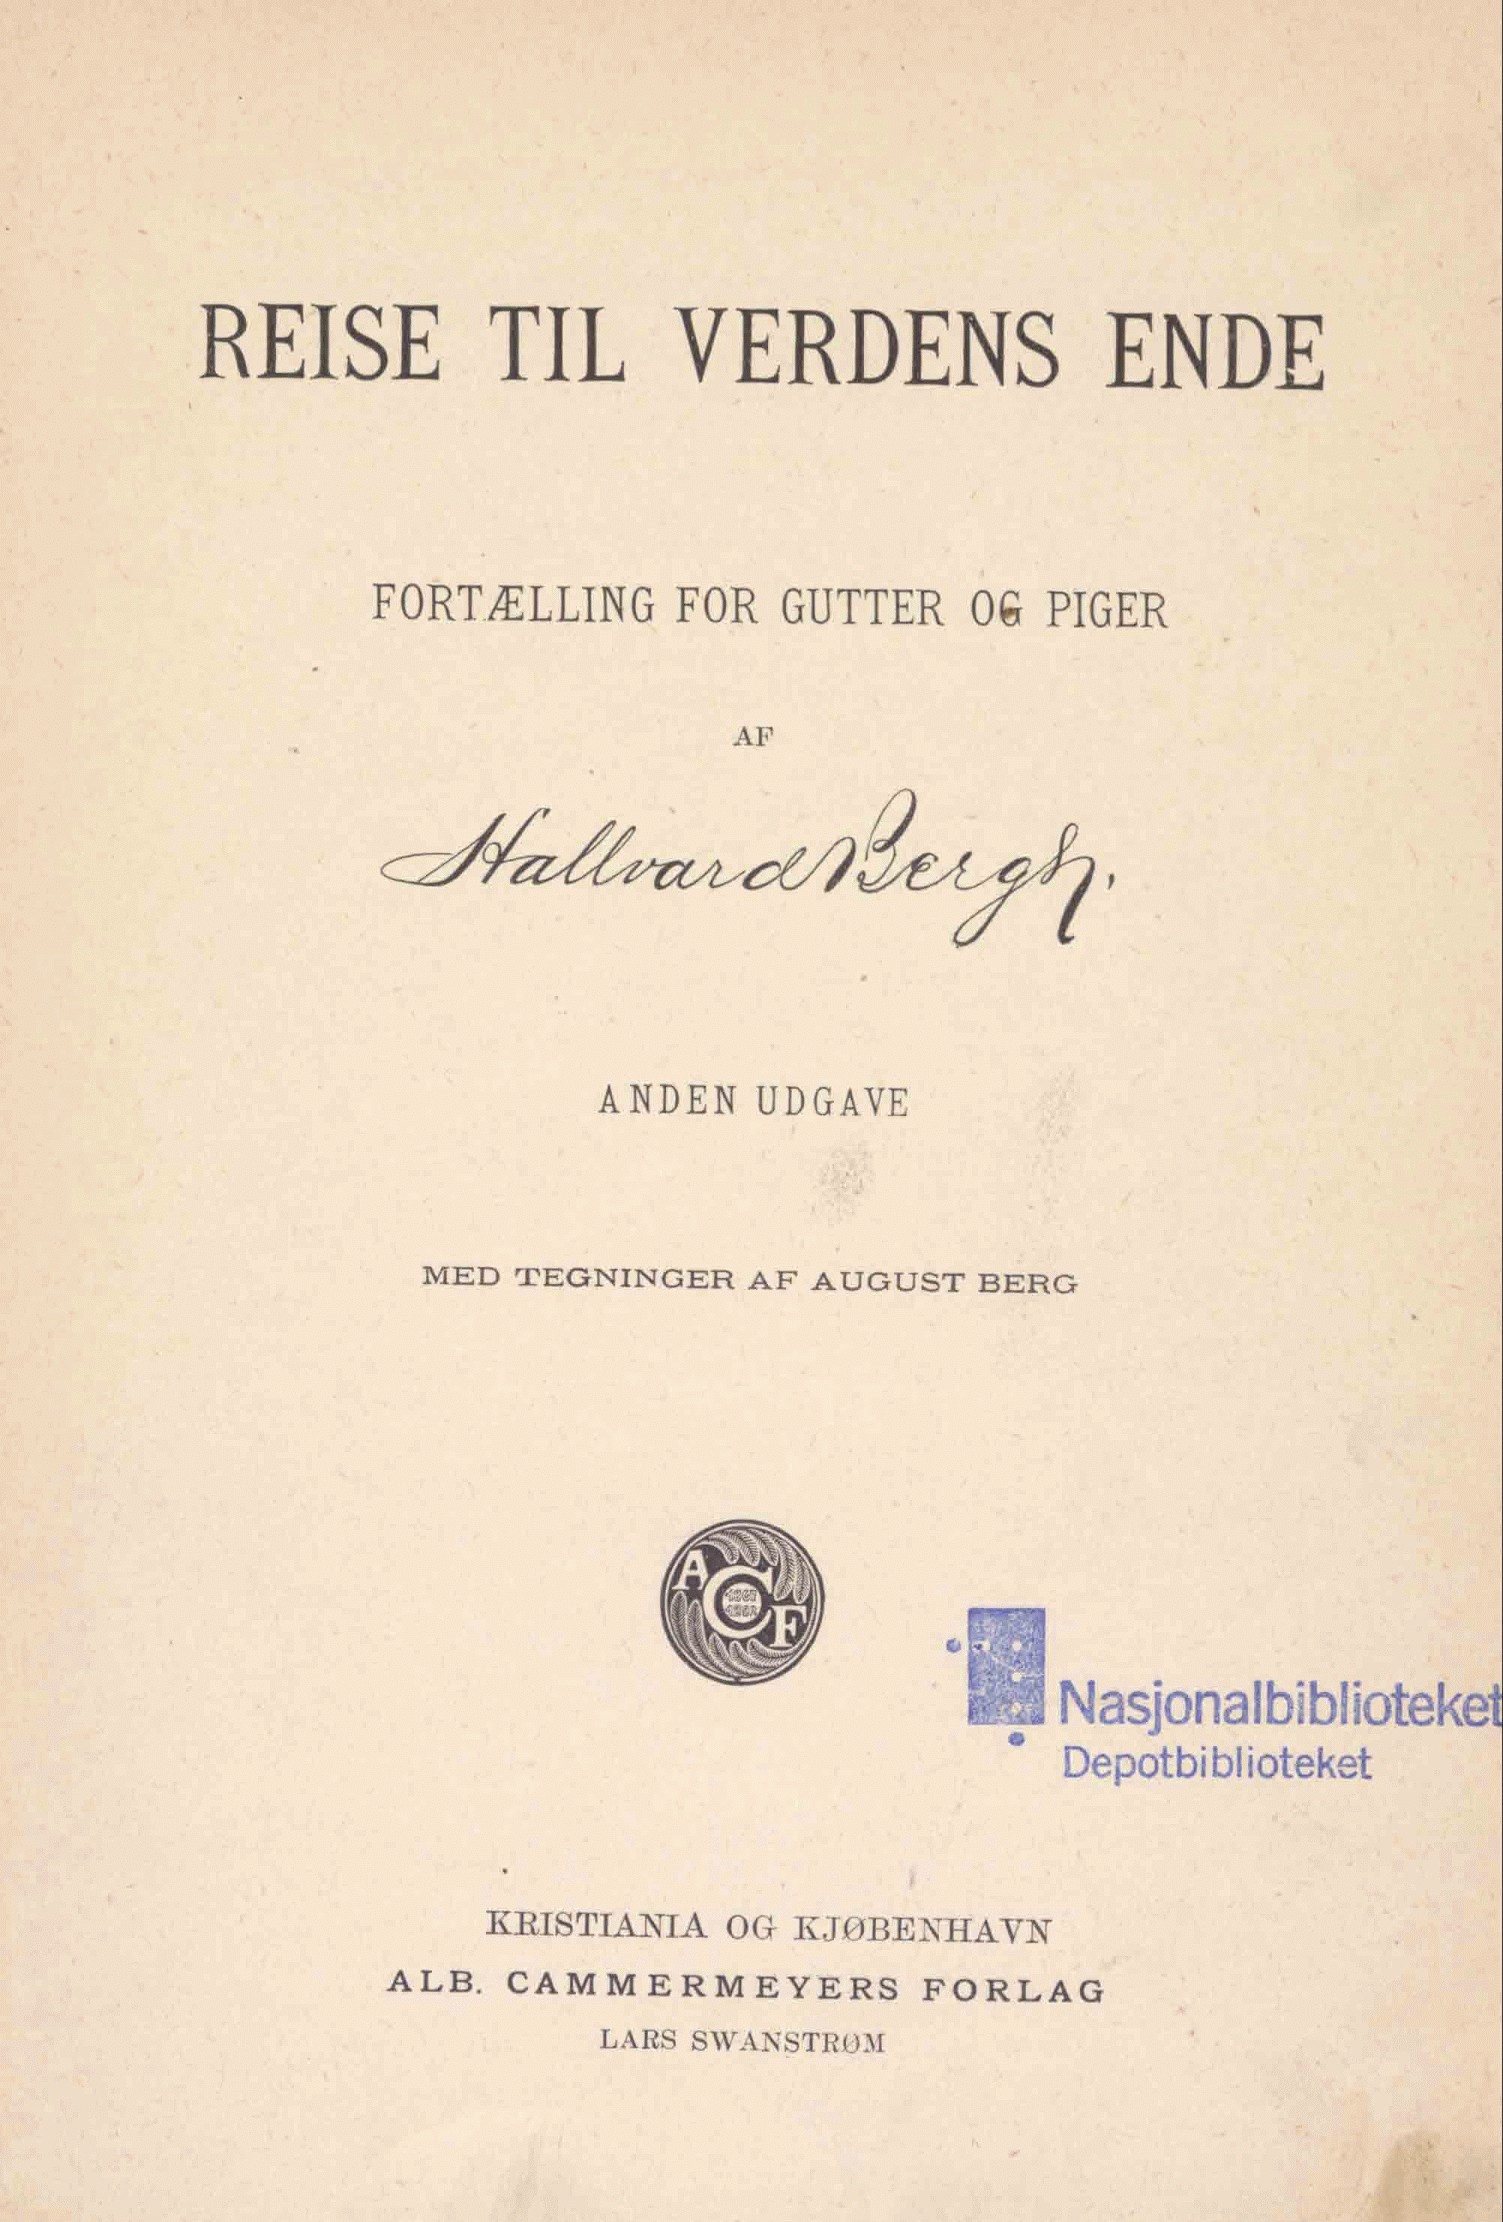 REISE TIL VERDENS ENDE
FORTÆLLING FOR GUTTER OG PIGER
AF
Hallvard Bergh.
ANDEN UDGAVE
MED TEGNINGER AF AUGUST BERG
A C F
1867
Nasjonalbiblioteket
Depotbiblioteket
KRISTIANIA OG KJØBENHAVN
ALB. CAMMERMEYERS FORLAG
LARS SWANSTRØM